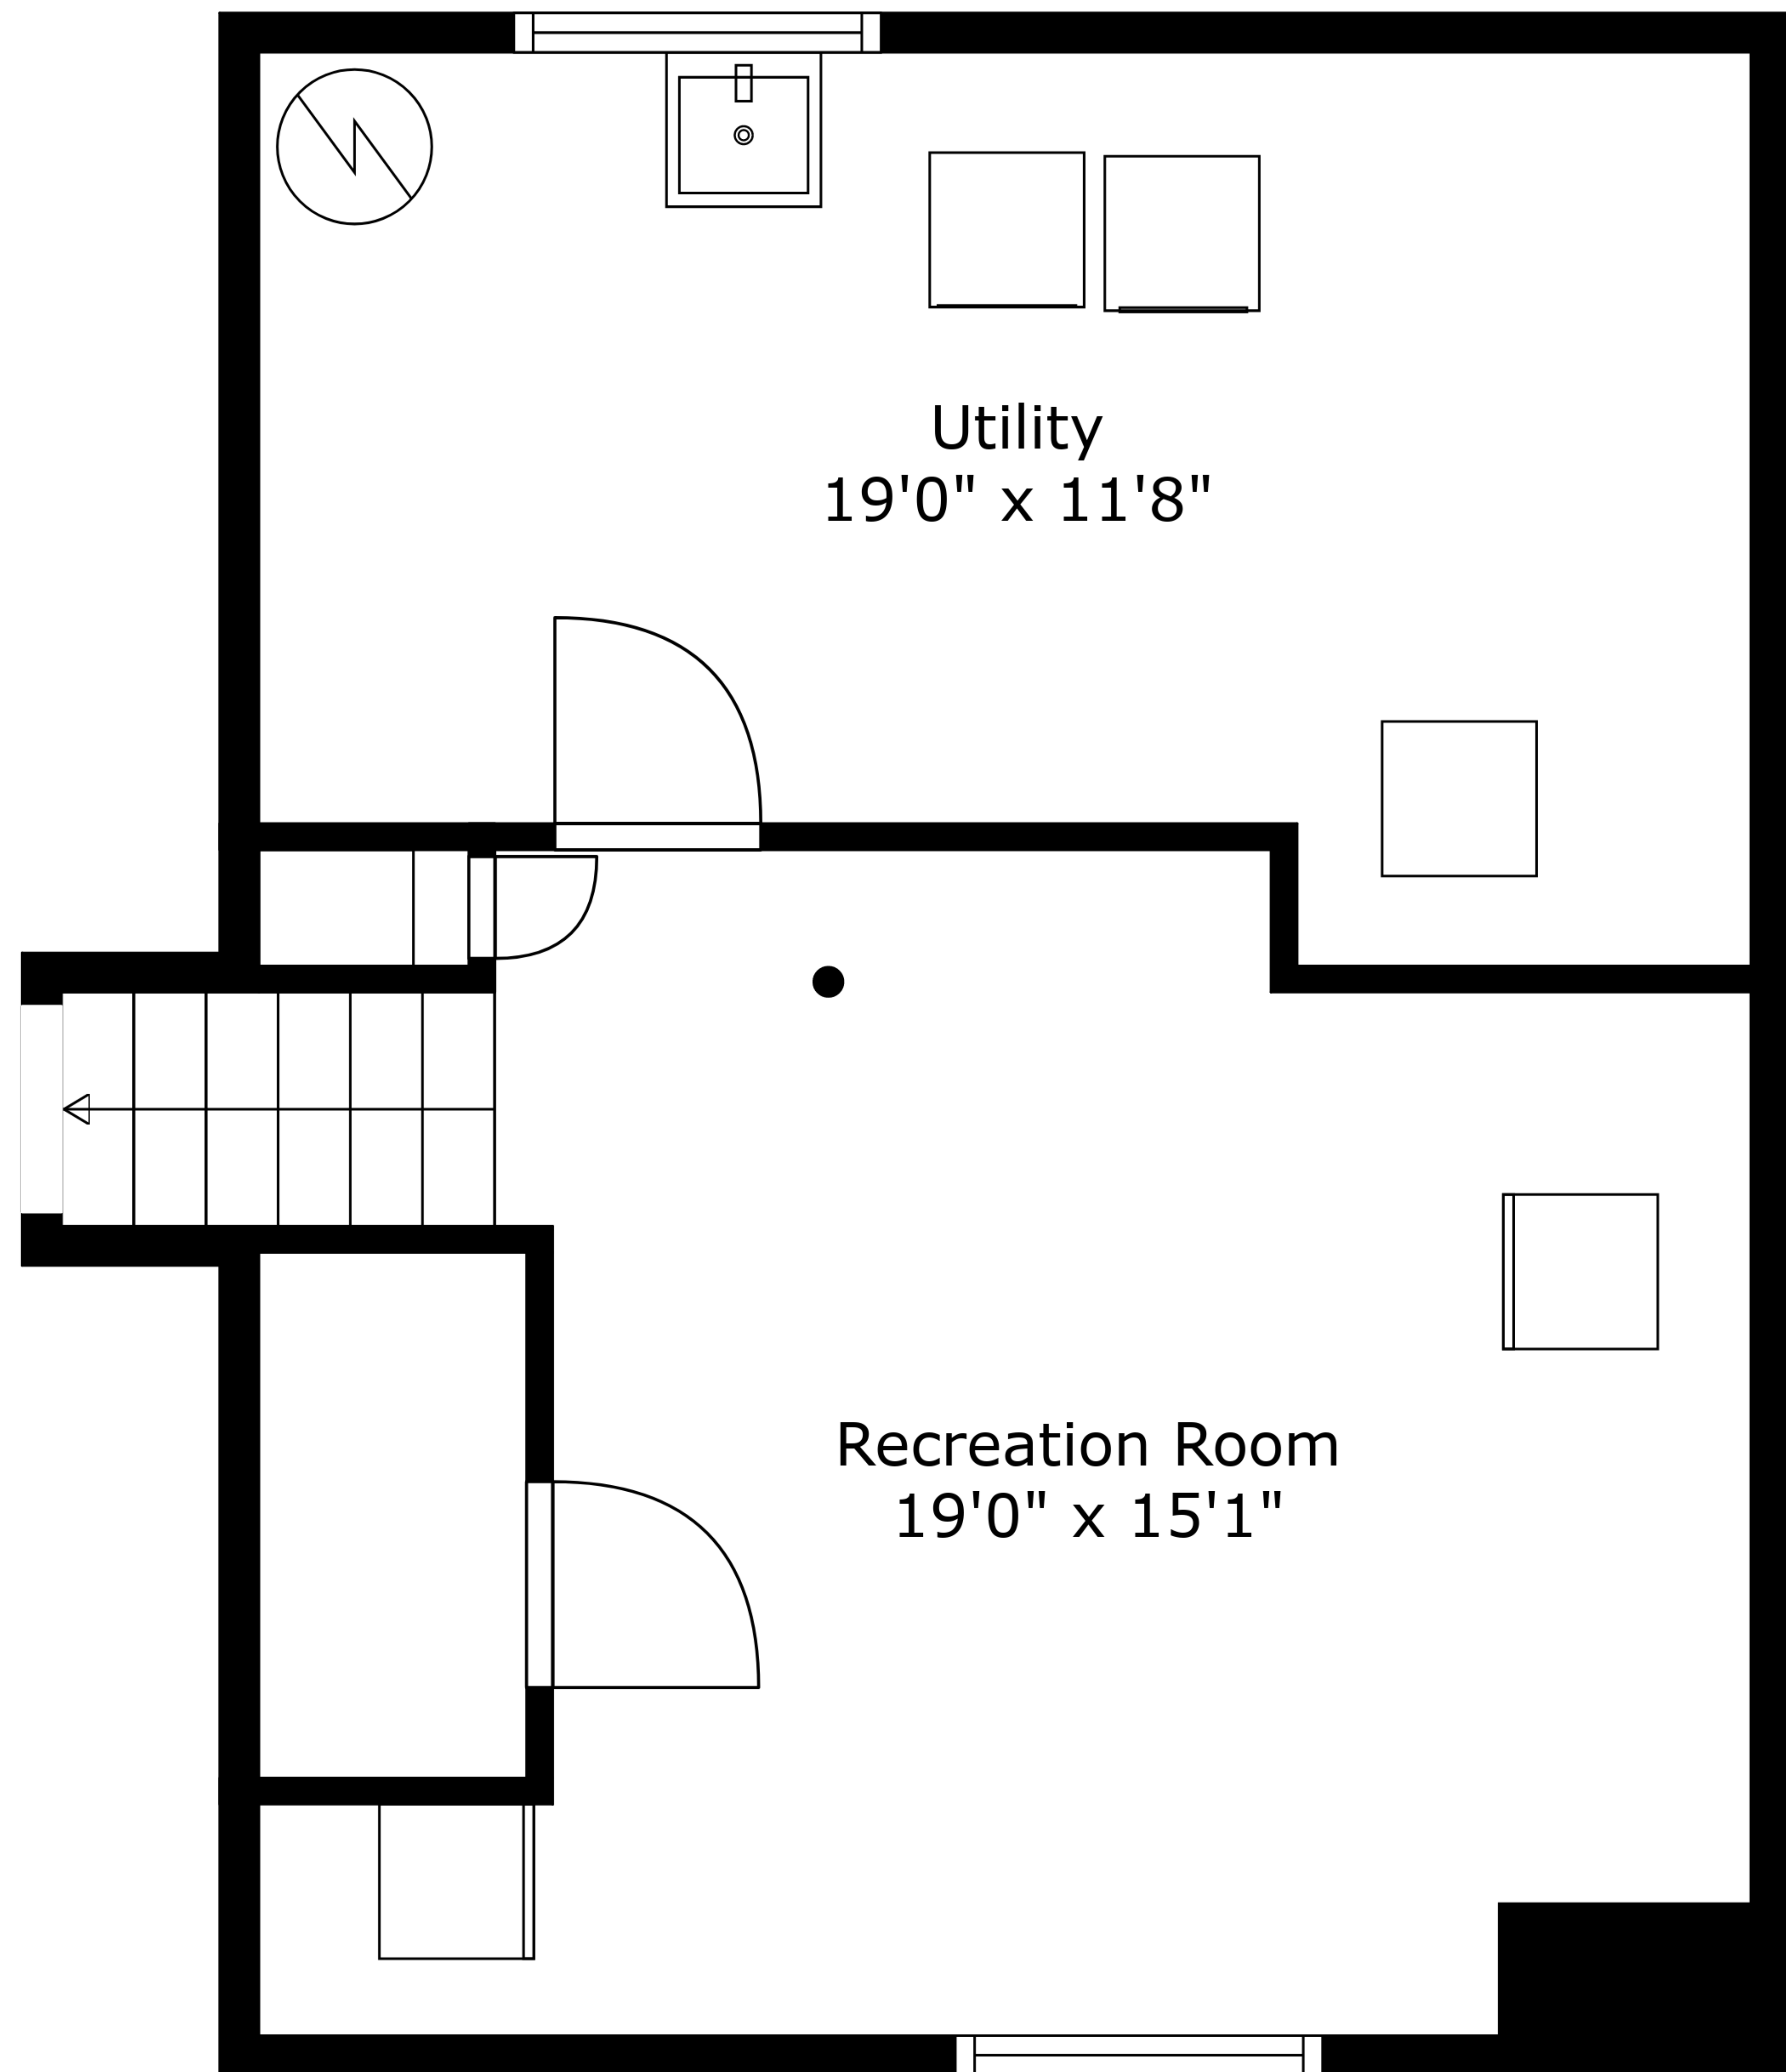 Utility
19'0" x 11'8"
Recreation Room
19'0" x 15'1"